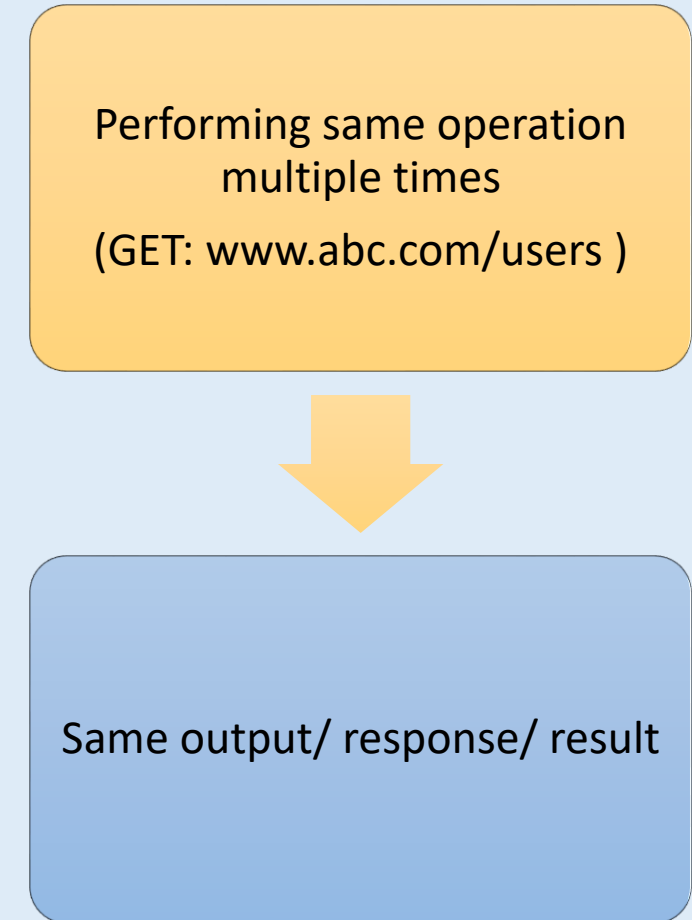 Performing same operation
multiple times
(GET: www.abc.com/users )
Same output/ response/ result